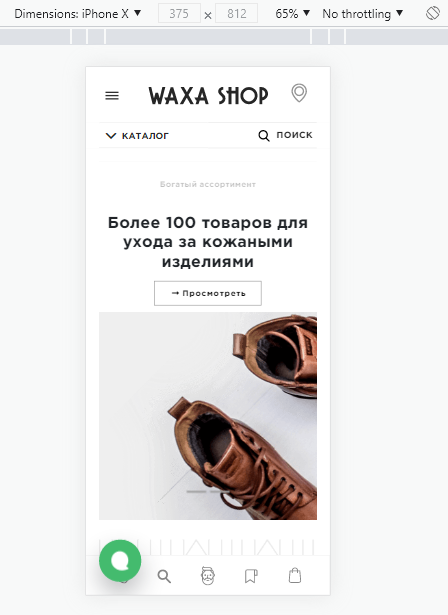 Dimensions: iPhone X ▼ 375 × 812 65% ▼ No throttling ▼
WAXA SHOP
КАТАЛОГ ПОИСК
Богатый ассортимент
Более 100 товаров для
ухода за кожаными
изделиями
→ Просмотреть